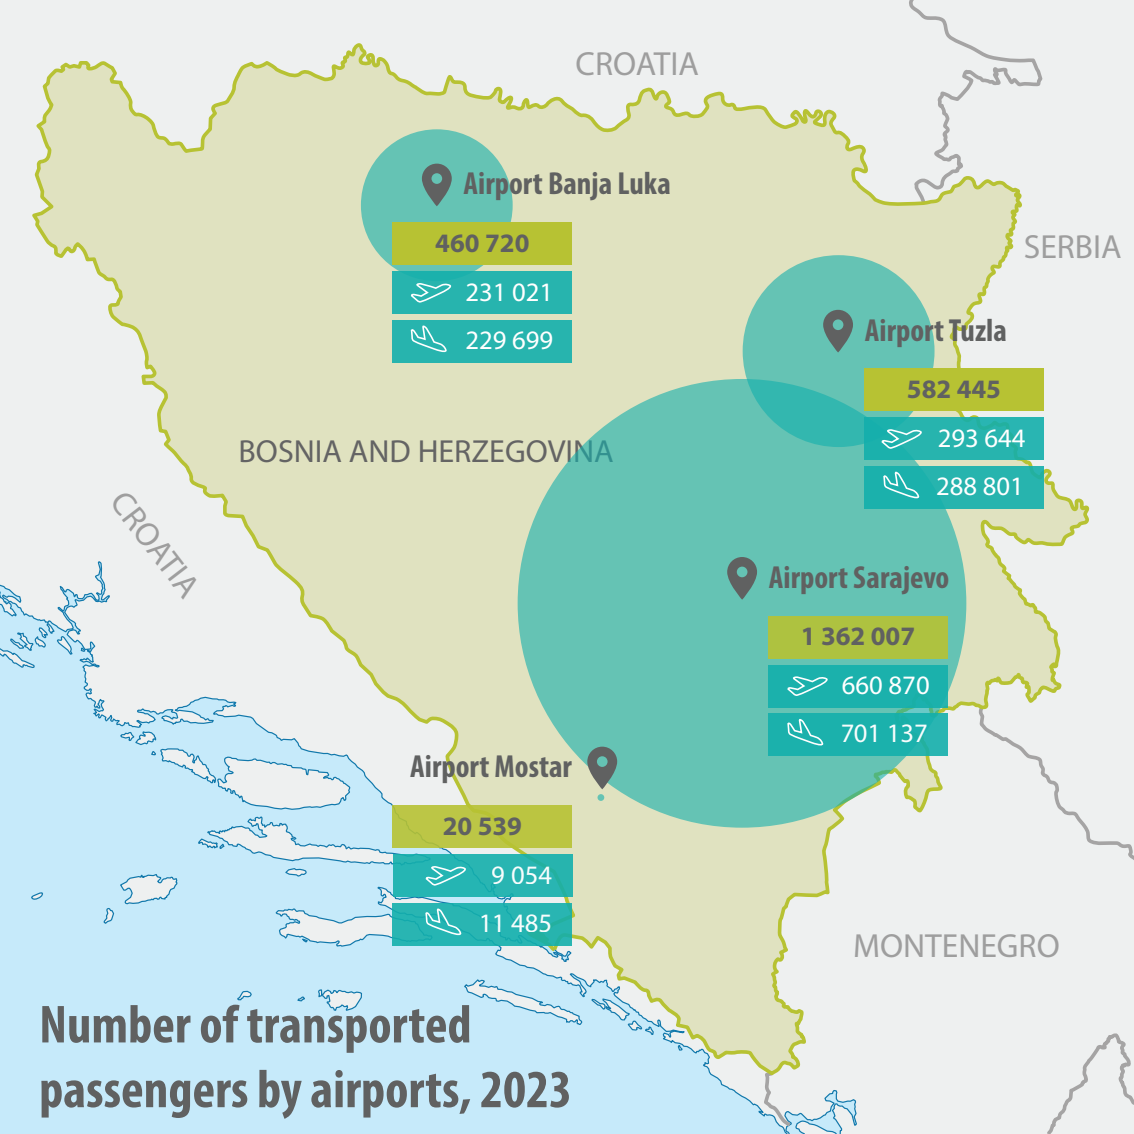 CROATIA
Airport Banja Luka
460 720
231 021
229 699
SERBIA
Airport Tuzla
582 445
293 644
288 801
BOSNIA AND HERZEGOVINA
CROATIA
Airport Sarajevo
1 362 007
660 870
701 137
Airport Mostar
20 539
9 054
11 485
MONTENEGRO
Number of transported
passengers by airports, 2023